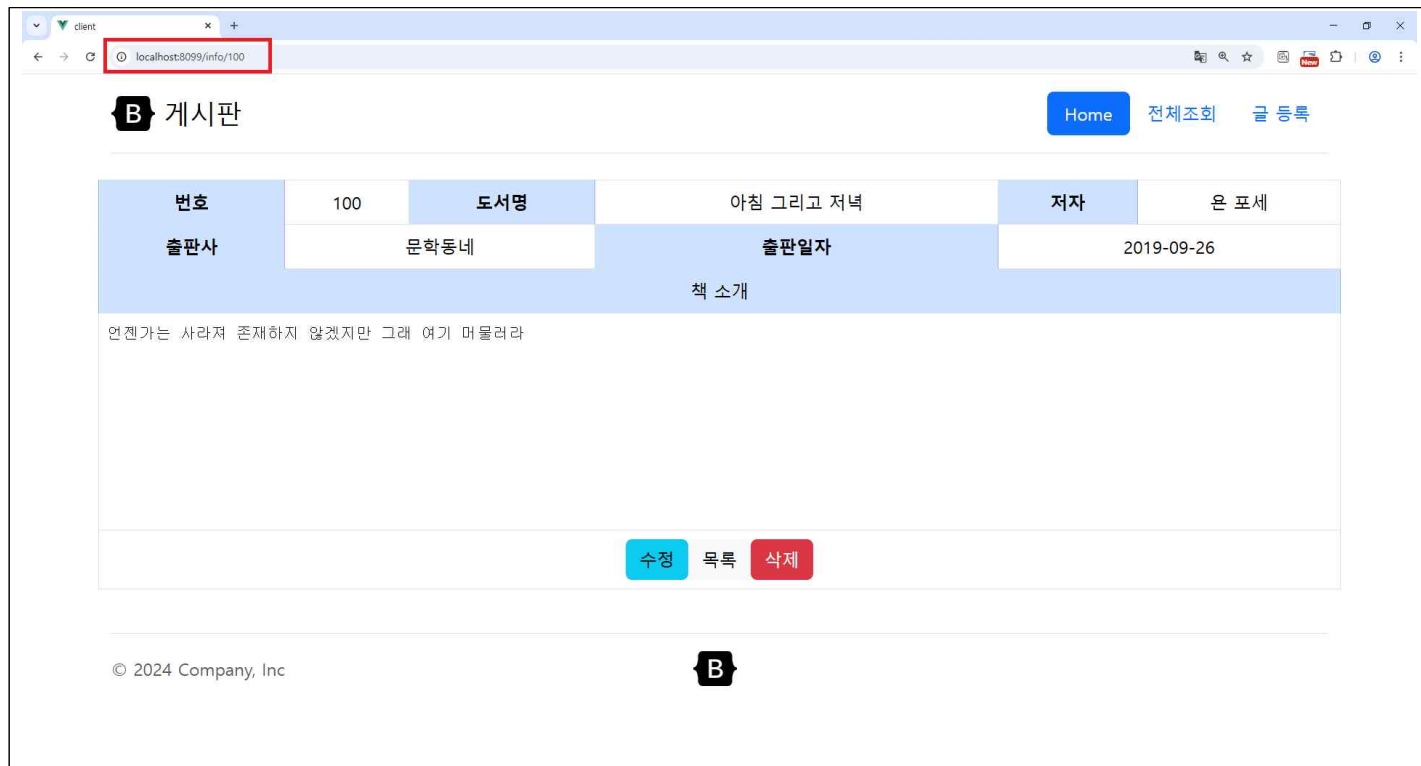 client
localhost:8099/info/100
New
B 게시판 Home 전체조회 글 등록
번호 100 도서명 아침 그리고 저녁 저자 욘 포세
출판사 문학동네 출판일자 2019-09-26
책 소개
언젠가는 사라져 존재하지 않겠지만 그래 여기 머물러라
수정 목록 삭제
© 2024 Company, Inc B